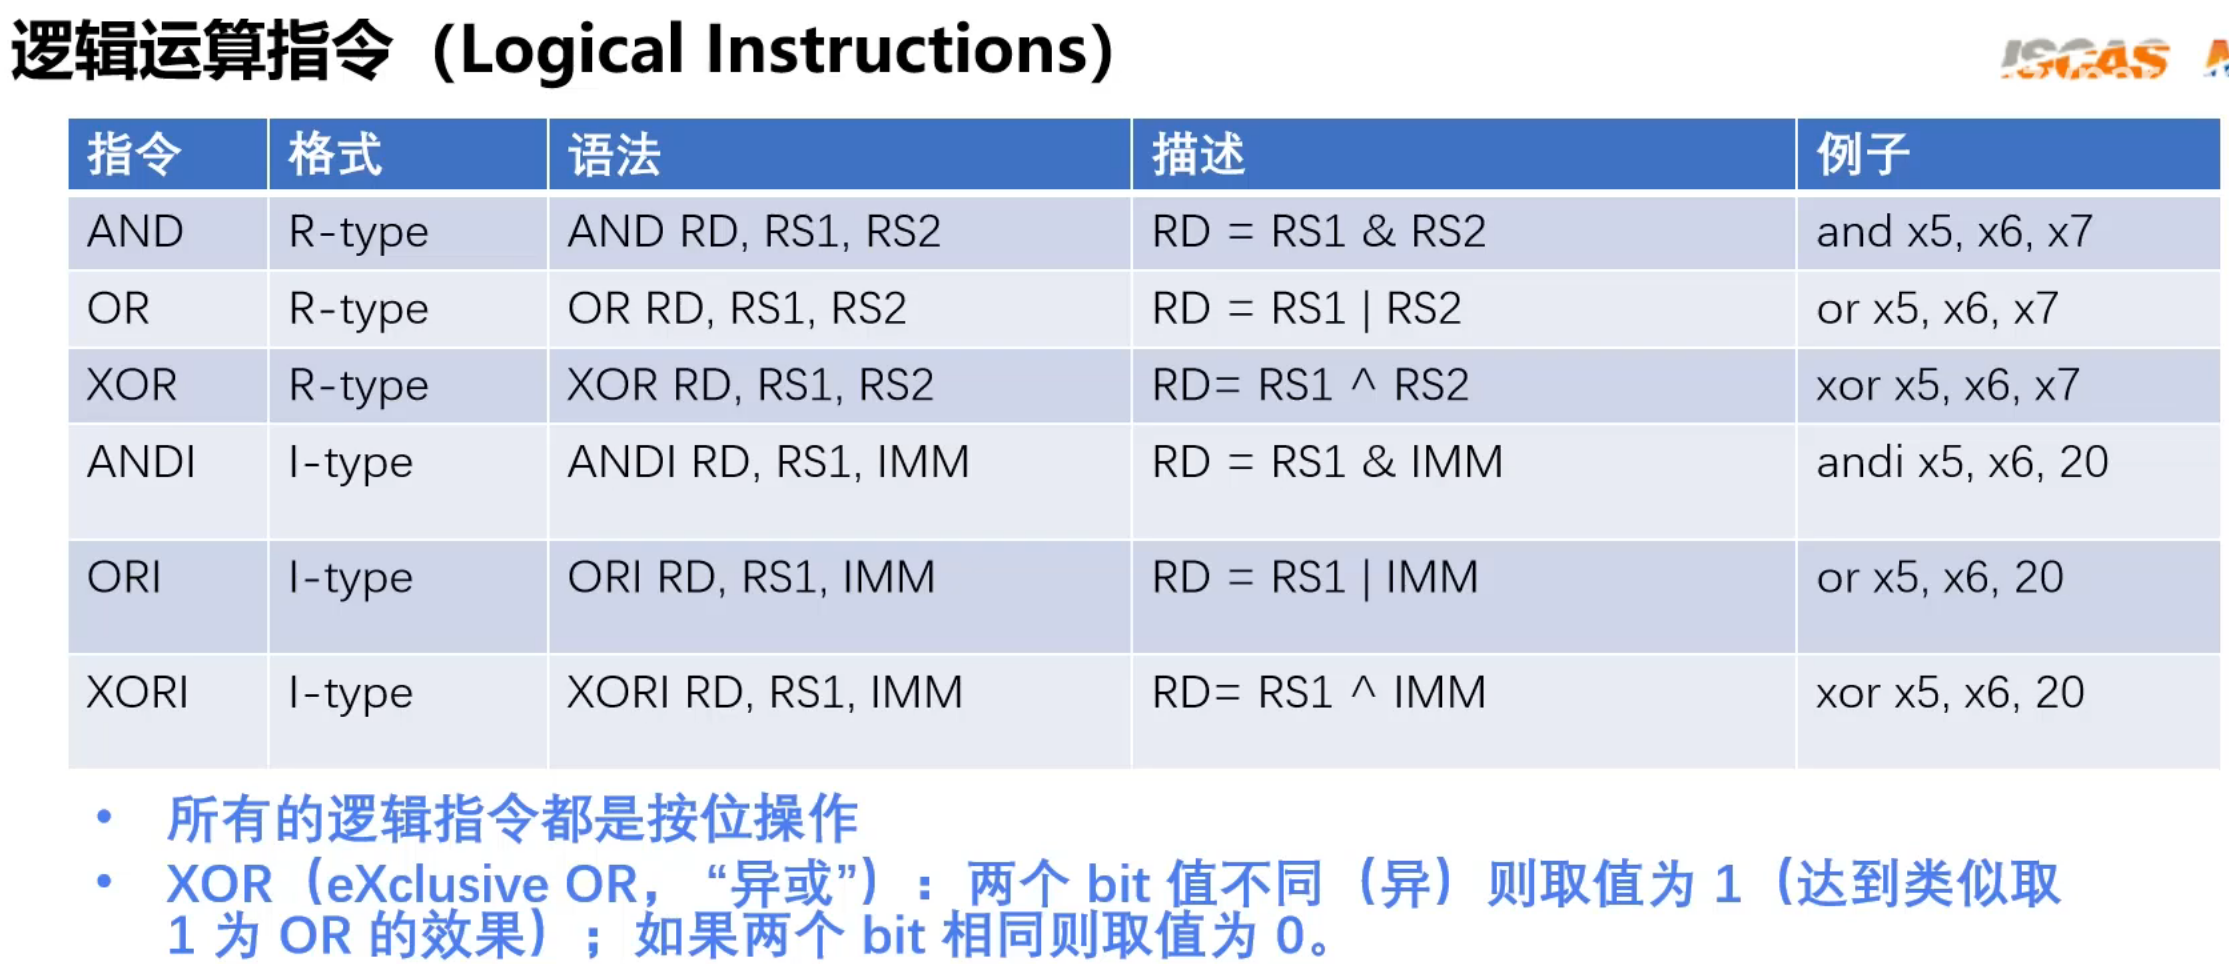 逻辑运算指令（Logical Instructions）
ISCAS
指令 格式 语法 描述 例子
AND R-type AND RD, RS1, RS2 RD = RS1 & RS2 and x5, x6, x7
OR R-type OR RD, RS1, RS2 RD = RS1 | RS2 or x5, x6, x7
XOR R-type XOR RD, RS1, RS2 RD= RS1 ^ RS2 xor x5, x6, x7
ANDI I-type ANDI RD, RS1, IMM RD = RS1 & IMM andi x5, x6, 20
ORI I-type ORI RD, RS1, IMM RD = RS1 | IMM or x5, x6, 20
XORI I-type XORI RD, RS1, IMM RD= RS1 ^ IMM xor x5, x6, 20
• 所有的逻辑指令都是按位操作
• XOR（eXclusive OR，“异或”）：两个 bit 值不同（异）则取值为 1（达到类似取
1 为 OR 的效果）；如果两个 bit 相同则取值为 0。